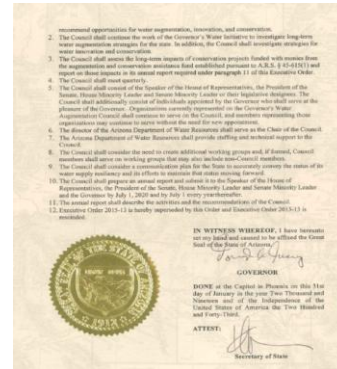 recommend opportunities for water augmentation, innovation, and conservation.
2. The Council shall continue the work of the Governor's Water Initiative to investigate long-term
water augmentation strategies for the state. In addition, the Council shall investigate strategies for
water innovation and conservation.
3. The Council shall assess the long-term impacts of conservation projects funded with monies from
the augmentation and conservation assistance fund established pursuant to A.R.S. § 45-615(1) and
report on those impacts in its annual report required under paragraph 11 of this Executive Order.
4. The Council shall meet quarterly.
5. The Council shall consist of the Speaker of the House of Representatives, the President of the
Senate, House Minority Leader and Senate Minority Leader or their legislative designees. The
Council shall additionally consist of individuals appointed by the Governor who shall serve at the
pleasure of the Governor. Organizations currently represented on the Governor's Water
Augmentation Council shall continue to serve on the Council, and members representing those
organizations may continue to serve without the need for new appointment.
6. The director of the Arizona Department of Water Resources shall serve as the Chair of the Council.
7. The Arizona Department of Water Resources shall provide staffing and technical support to the
Council.
8. The Council shall consider the need to create additional working groups and, if formed, Council
members shall serve on working groups that may also include non-Council members.
9. The Council shall consider a communication plan for the State to accurately convey the status of its
water supply resiliency and its efforts to maintain that status moving forward.
10. The Council shall prepare an annual report and submit it to the Speaker of the House of
Representatives, the President of the Senate, House Minority Leader and Senate Minority Leader
and the Governor by July 1, 2020 and by July 1 every year thereafter.
11. The annual report shall describe the activities and the recommendations of the Council.
12. Executive Order 2015-13 is hereby superseded by this Order and Executive Order 2015-13 is
rescinded.
IN WITNESS WHEREOF, I have hereunto
set my hand and caused to be affixed the Great
Seal of the State of Arizona.
GOVERNOR
DONE at the Capitol in Phoenix on this 31st
day of January in the year Two Thousand and
Nineteen and of the Independence of the
United States of America the Two Hundred
and Forty-Third.
ATTEST:
Secretary of State
GREAT SEAL OF THE STATE OF ARIZONA
1912